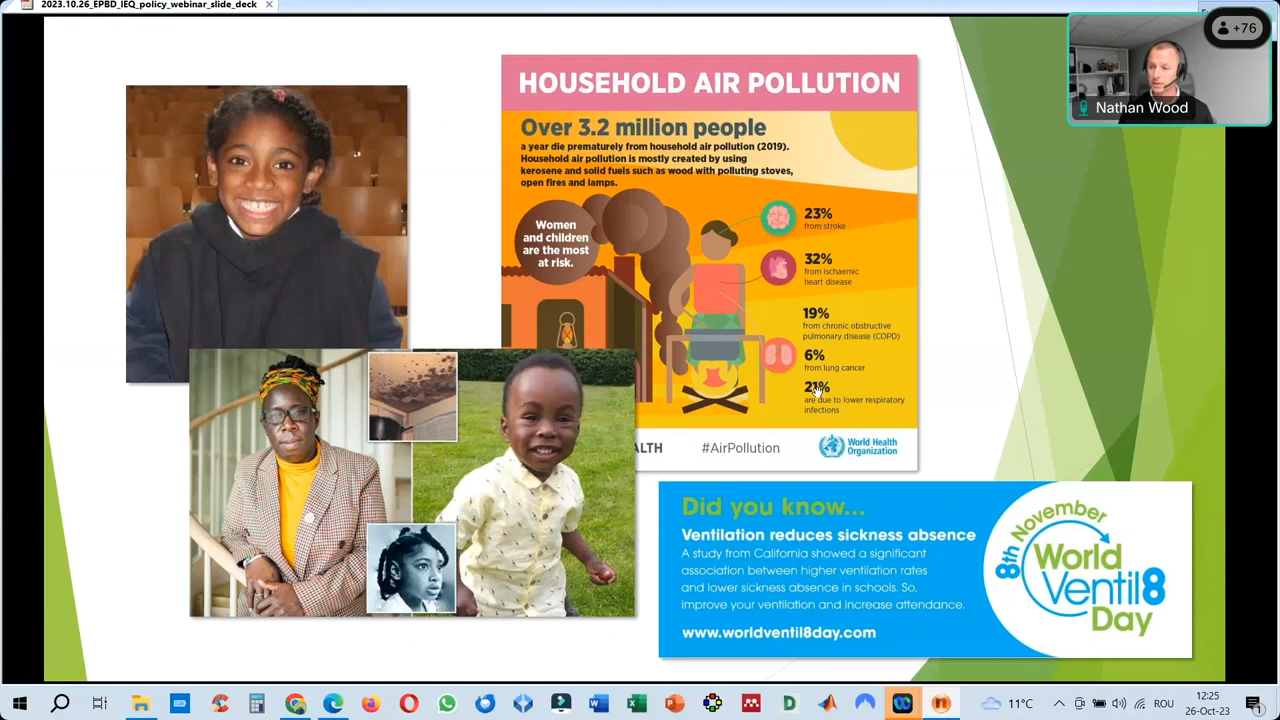 2023.10.26_EPBD_IEQ_policy_webinar_slide_deck
+76
Nathan Wood
HOUSEHOLD AIR POLLUTION
Over 3.2 million people
a year die prematurely from household air pollution (2019).
Household air pollution is mostly created by using
kerosene and solid fuels such as wood with polluting stoves,
open fires and lamps.
Women
and children
are the most
at risk.
23%
from stroke
32%
from ischaemic
heart disease
19%
from chronic obstructive
pulmonary disease (COPD)
6%
from lung cancer
21%
are due to lower respiratory
infections
ALTH
#AirPollution
World Health
Organization
Did you know...
Ventilation reduces sickness absence
A study from California showed a significant
association between higher ventilation rates
and lower sickness absence in schools. So,
improve your ventilation and increase attendance.
www.worldventil8day.com
8th November
World
Ventil8
Day
11°C
ROU
12:25
26-Oct-23